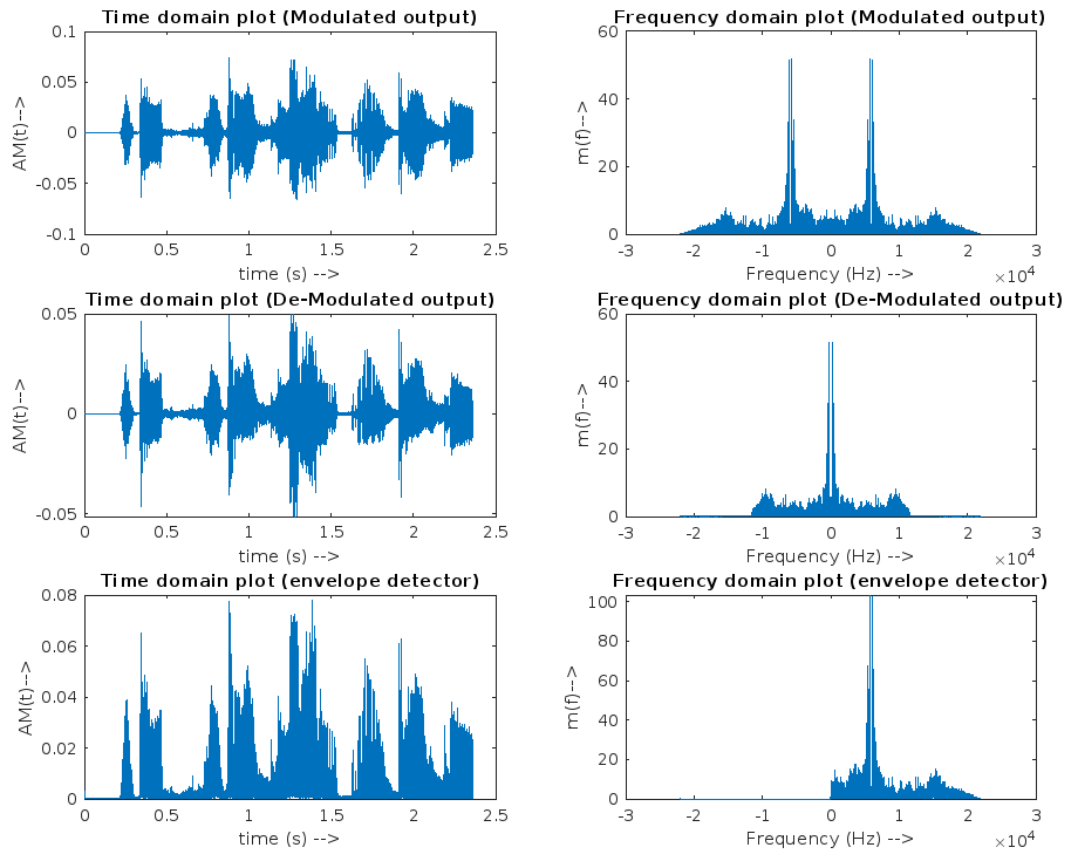 Time domain plot (Modulated output)
0.1
0.05
0
-0.05
-0.1
AM(t)-->
0 0.5 1 1.5 2 2.5
time (s) -->
Frequency domain plot (Modulated output)
60
40
20
0
m(f)-->
-3 -2 -1 0 1 2 3
Frequency (Hz) -->
×10^4
Time domain plot (De-Modulated output)
0.05
0
-0.05
AM(t)-->
0 0.5 1 1.5 2 2.5
time (s) -->
Frequency domain plot (De-Modulated output)
60
40
20
0
m(f)-->
-3 -2 -1 0 1 2 3
Frequency (Hz) -->
×10^4
Time domain plot (envelope detector)
0.08
0.06
0.04
0.02
0
AM(t)-->
0 0.5 1 1.5 2 2.5
time (s) -->
Frequency domain plot (envelope detector)
100
80
60
40
20
0
m(f)-->
-3 -2 -1 0 1 2 3
Frequency (Hz) -->
×10^4